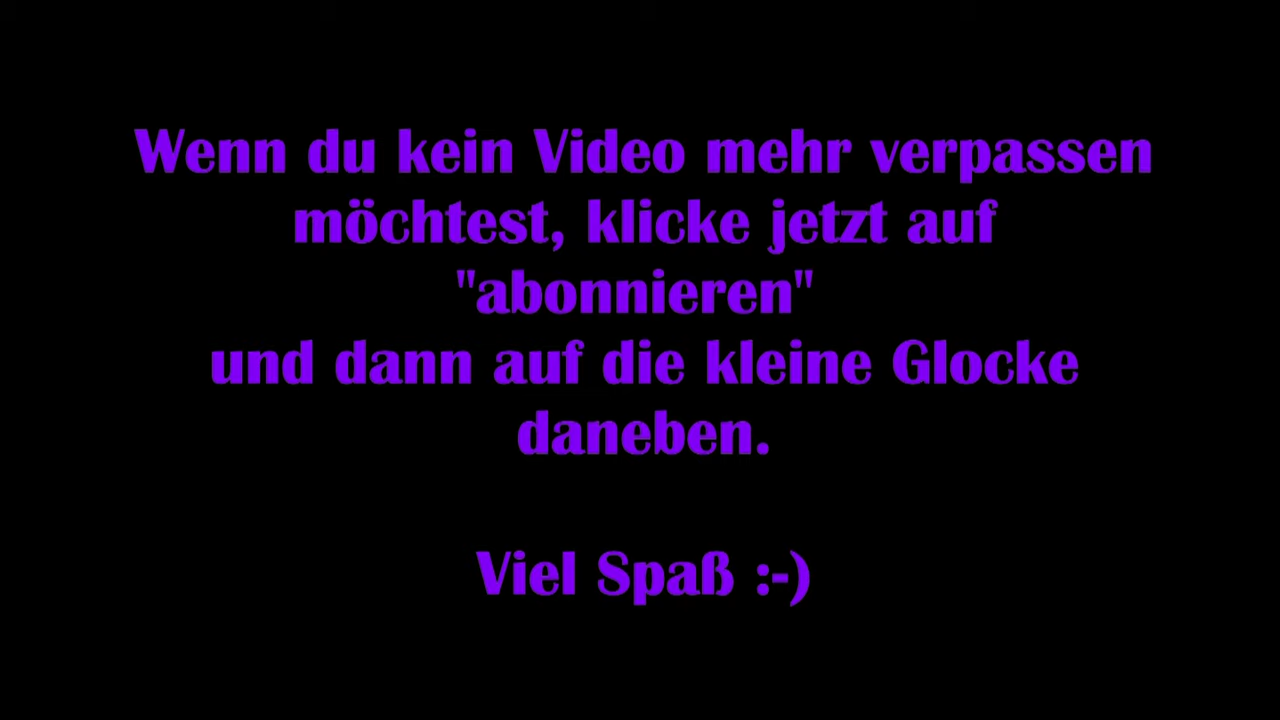 Wenn du kein Video mehr verpassen
möchtest, klicke jetzt auf
"abonnieren"
und dann auf die kleine Glocke
daneben.
Viel Spaß :-)